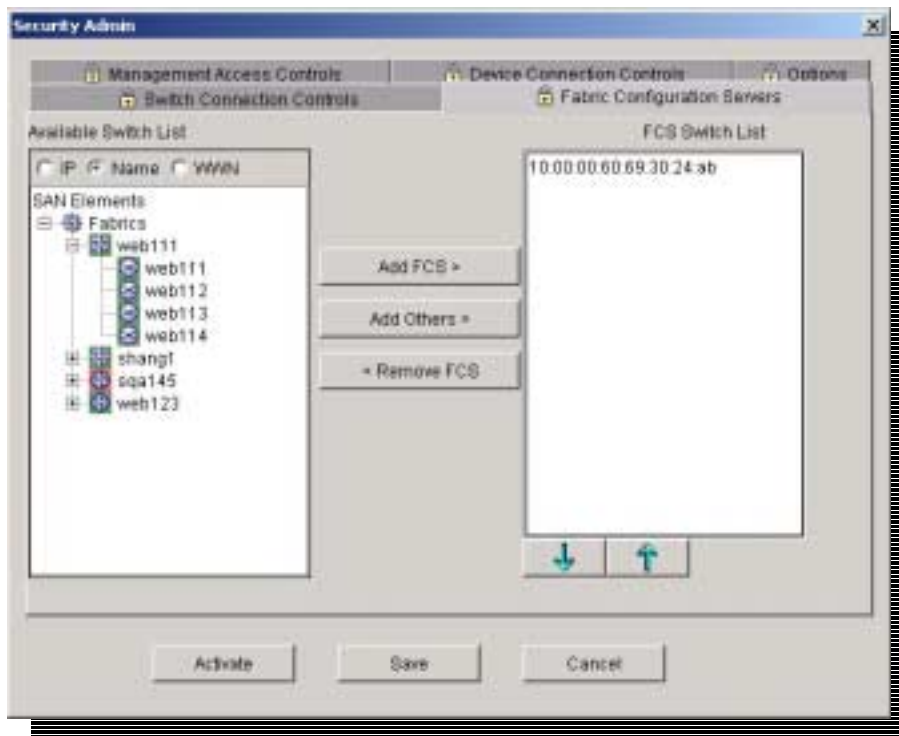 Security Admin
Management Access Controls
Device Connection Controls
Options
Switch Connection Controls
Fabric Configuration Servers
Available Switch List
FCS Switch List
IP Name WWN
10:00:00:60:69:30:24:ab
SAN Elements
Fabrics
web111
web111
web112
web113
web114
shang1
sqa145
web123
Add FCS >
Add Others >
< Remove FCS
Activate
Save
Cancel